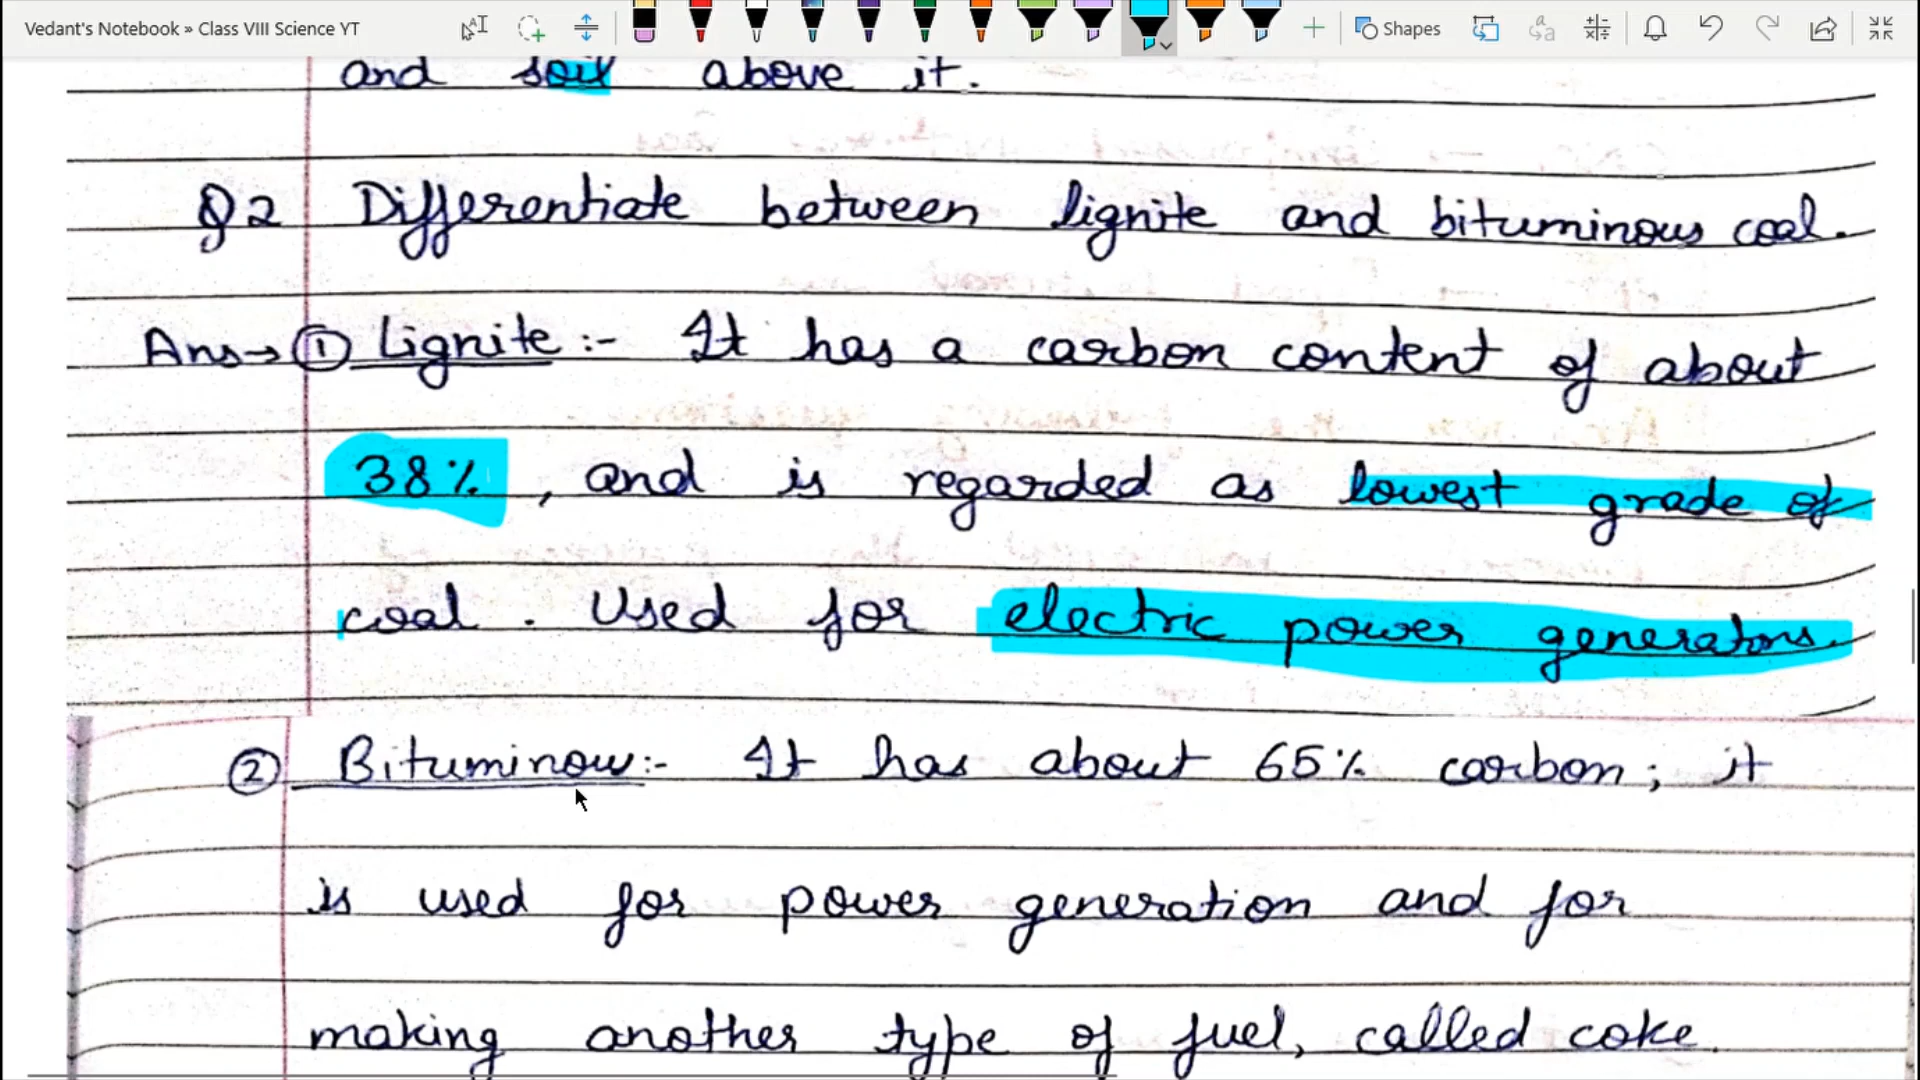 Vedant's Notebook » Class VIII Science YT
Shapes
and soil above it.
Q2 Differentiate between lignite and bituminous coal.
Ans→ ① Lignite :- It has a carbon content of about
38%, and is regarded as lowest grade of
coal. Used for electric power generators.
② Bituminous:- It has about 65% carbon; it
is used for power generation and for
making another type of fuel, called coke.